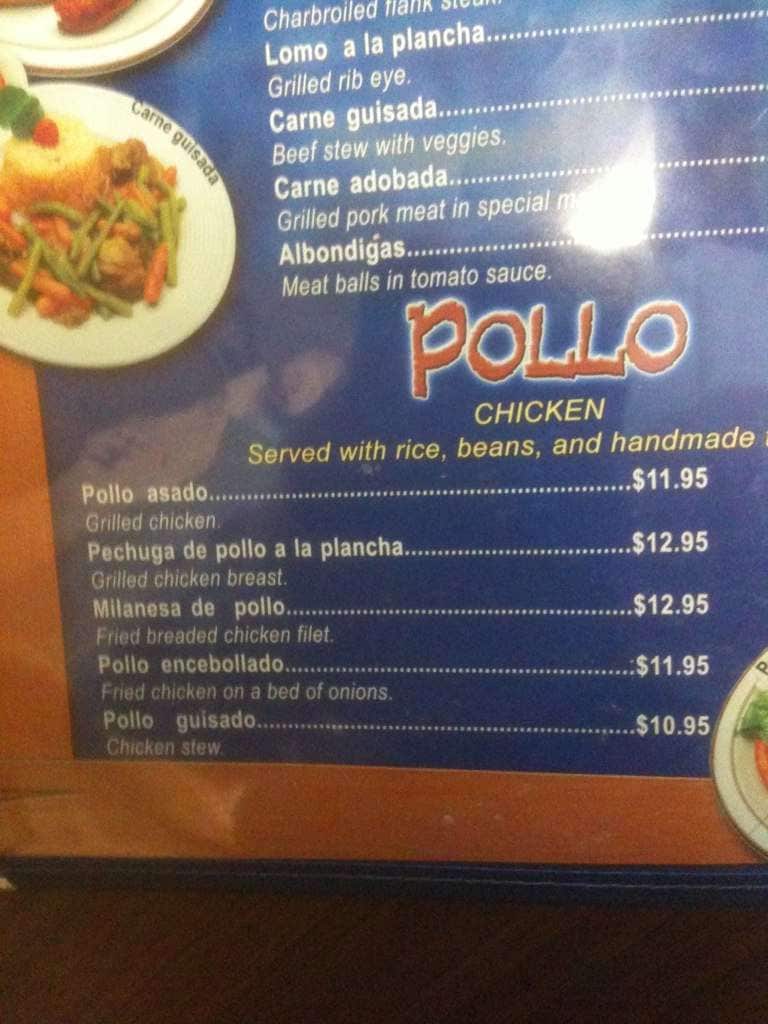 Charbroiled flank steak.
Lomo a la plancha
Grilled rib eye.
Carne guisada
Carne guisada
Beef stew with veggies.
Carne adobada
Grilled pork meat in special
Albondigas
Meat balls in tomato sauce.
POLLO
CHICKEN
Served with rice, beans, and handmade
Pollo asado $11.95
Grilled chicken.
Pechuga de pollo a la plancha $12.95
Grilled chicken breast.
Milanesa de pollo $12.95
Fried breaded chicken filet.
Pollo encebollado $11.95
Fried chicken on a bed of onions.
Pollo guisado $10.95
Chicken stew.